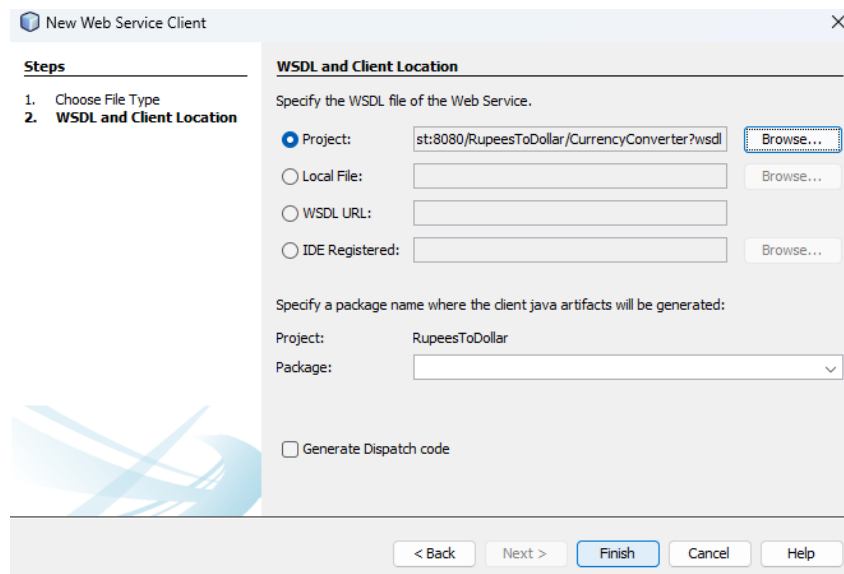 New Web Service Client
Steps
1. Choose File Type
2. WSDL and Client Location
WSDL and Client Location
Specify the WSDL file of the Web Service.
Project: st:8080/RupeesToDollar/CurrencyConverter?wsdl Browse...
Local File: Browse...
WSDL URL:
IDE Registered: Browse...
Specify a package name where the client java artifacts will be generated:
Project: RupeesToDollar
Package:
Generate Dispatch code
< Back Next > Finish Cancel Help